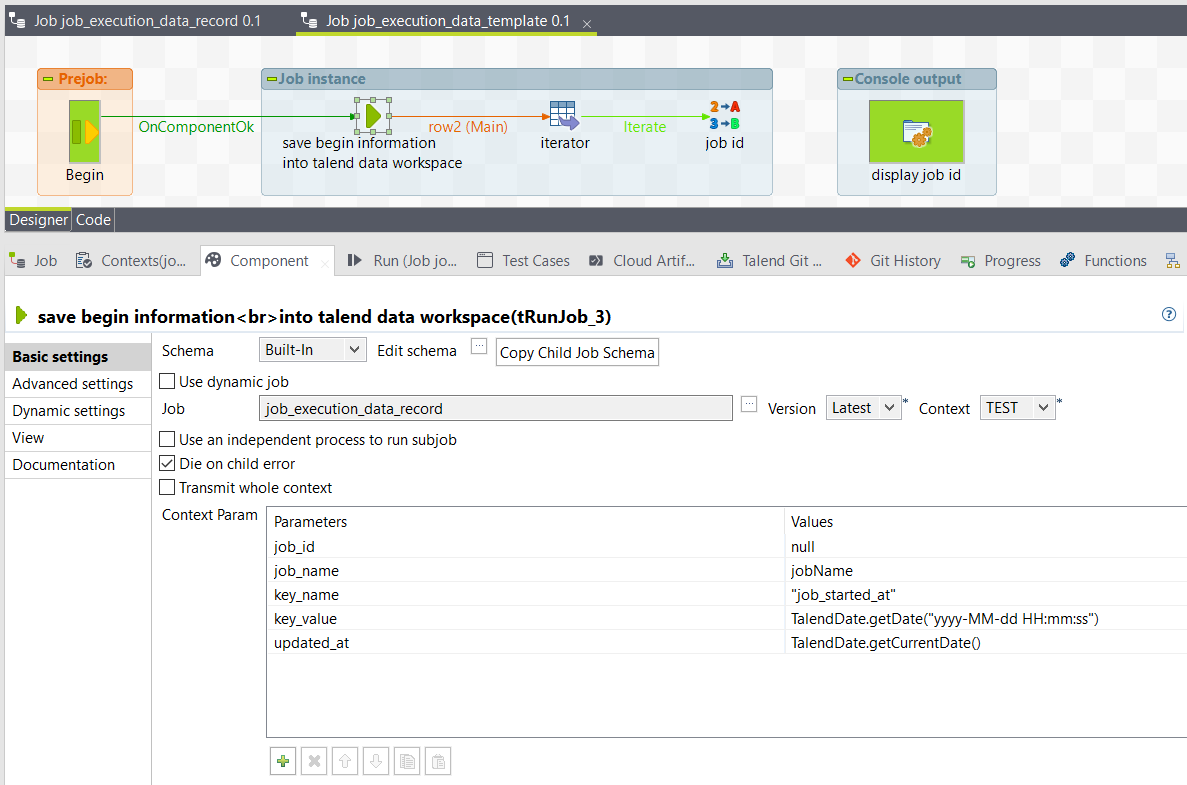 Job job_execution_data_record 0.1
Job job_execution_data_template 0.1
Prejob:
Job instance
Console output
OnComponentOk
row2 (Main)
Iterate
2 A
3 B
save begin information
into talend data workspace
iterator
job id
Begin
display job id
Designer
Code
Job
Contexts(jo...
Component
Run (Job jo...
Test Cases
Cloud Artif...
Talend Git ...
Git History
Progress
Functions
save begin information<br>into talend data workspace(tRunJob_3)
Basic settings
Advanced settings
Dynamic settings
View
Documentation
Schema Built-In Edit schema ... Copy Child Job Schema
Use dynamic job
Job job_execution_data_record ... Version Latest * Context TEST *
Use an independent process to run subjob
Die on child error
Transmit whole context
Context Param
Parameters Values
job_id null
job_name jobName
key_name "job_started_at"
key_value TalendDate.getDate("yyyy-MM-dd HH:mm:ss")
updated_at TalendDate.getCurrentDate()